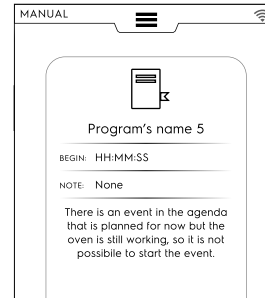 MANUAL
Program's name 5
BEGIN: HH:MM:SS
NOTE: None
There is an event in the agenda
that is planned for now but the
oven is still working, so it is not
possibile to start the event.